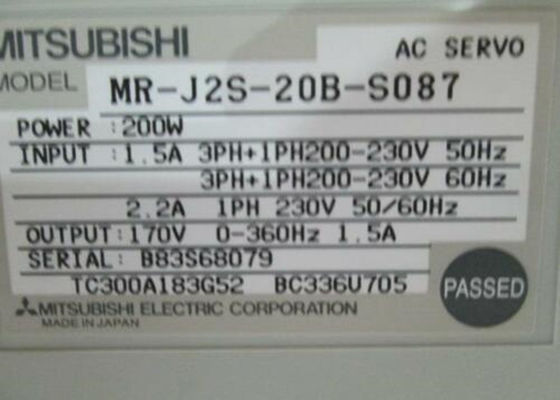 MITSUBISHI
AC SERVO
MODEL MR-J2S-20B-S087
POWER :200W
INPUT :1.5A 3PH+1PH200-230V 50Hz
3PH+1PH200-230V 60Hz
2.2A 1PH 230V 50/60Hz
OUTPUT:170V 0-360Hz 1.5A
SERIAL: B83S68079
TC300A183G52 BC336U705
PASSED
MITSUBISHI ELECTRIC CORPORATION
MADE IN JAPAN